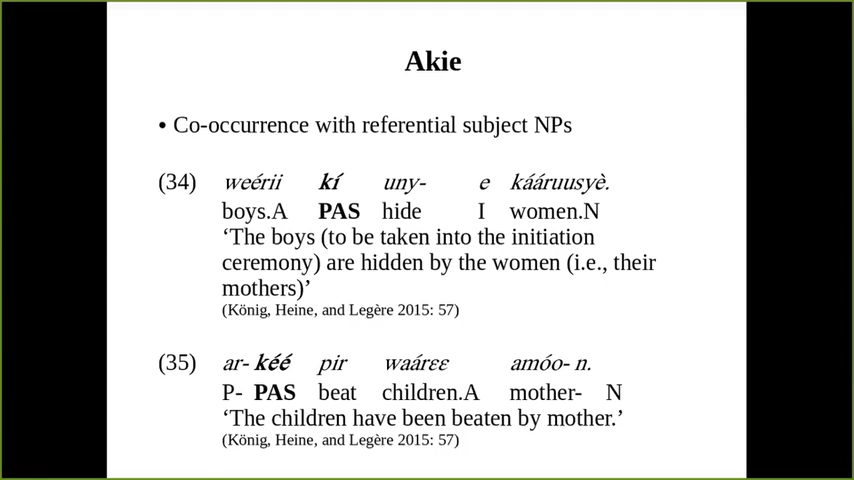 Akie
• Co-occurrence with referential subject NPs
(34) weérii kí uny- e kááruusyè.
boys.A PAS hide I women.N
‘The boys (to be taken into the initiation
ceremony) are hidden by the women (i.e., their
mothers)’
(König, Heine, and Legère 2015: 57)
(35) ar- kéé pir waárɛɛ amóo- n.
P- PAS beat children.A mother- N
‘The children have been beaten by mother.’
(König, Heine, and Legère 2015: 57)